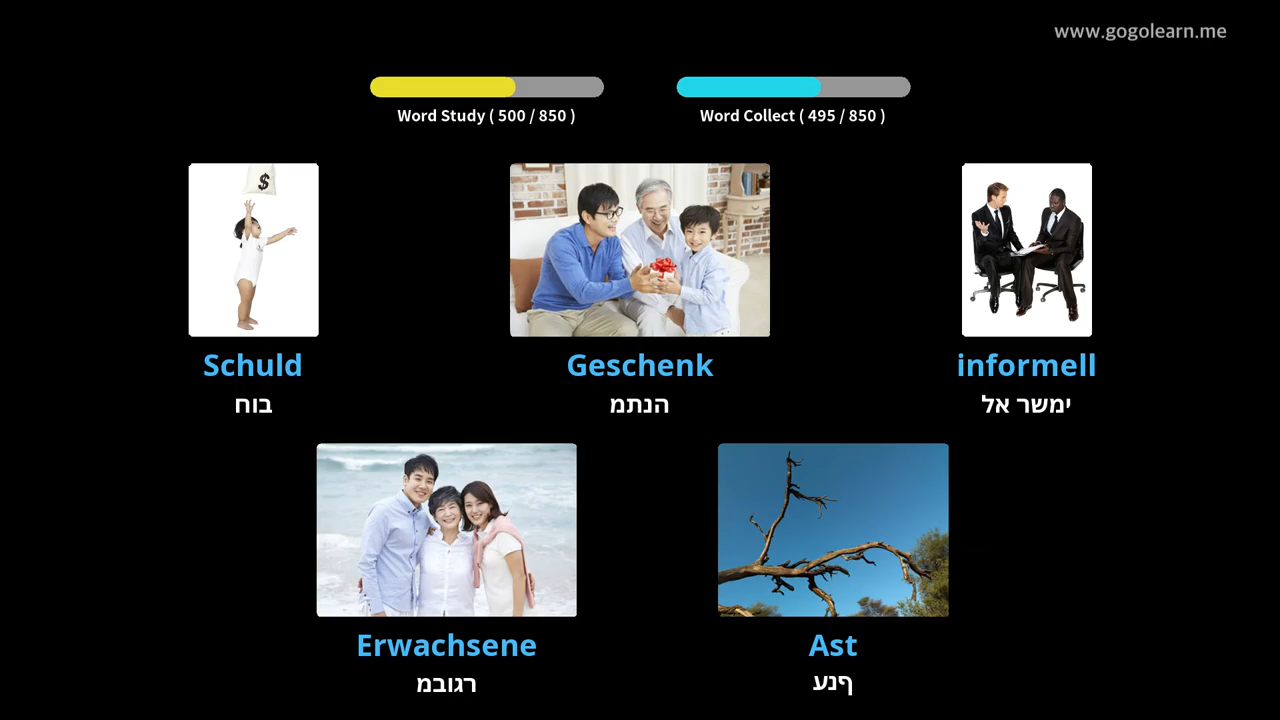 www.gogolearn.me
Word Study ( 500 / 850 )
Word Collect ( 495 / 850 )
Schuld
בוח
Geschenk
הנתמ
informell
ימשר אל
Erwachsene
רגובמ
Ast
ףנע